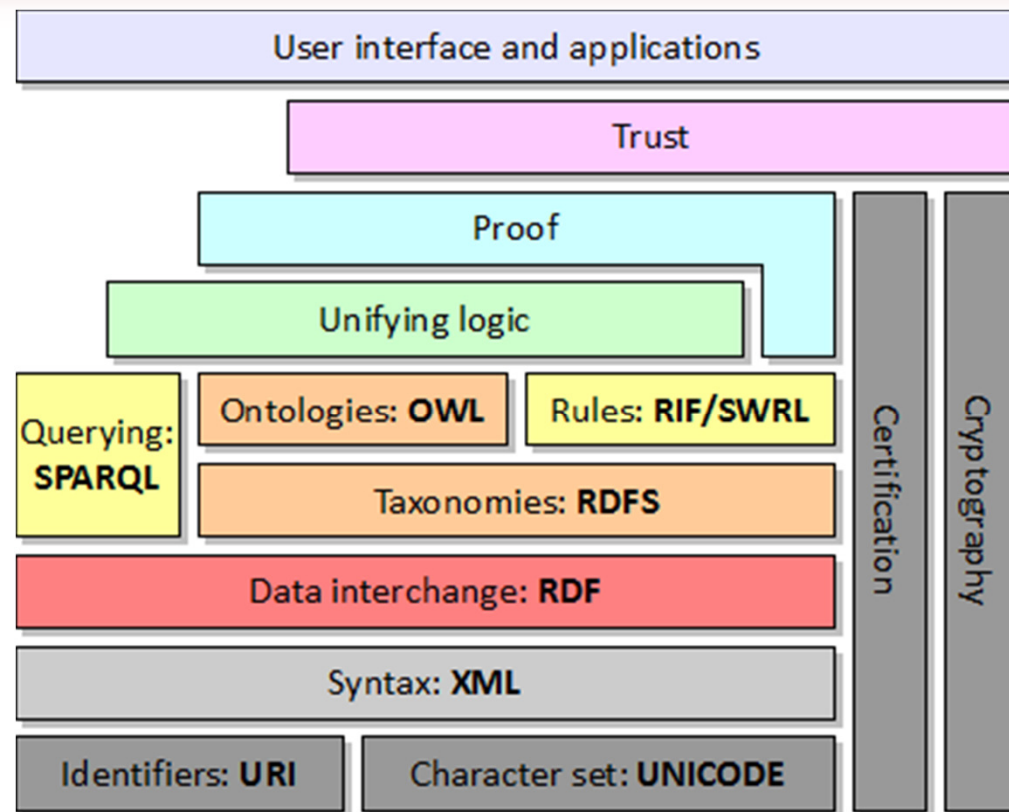 User interface and applications
Trust
Proof
Unifying logic
Querying:
SPARQL
Ontologies: OWL
Rules: RIF/SWRL
Taxonomies: RDFS
Data interchange: RDF
Syntax: XML
Identifiers: URI
Character set: UNICODE
Certification
Cryptography